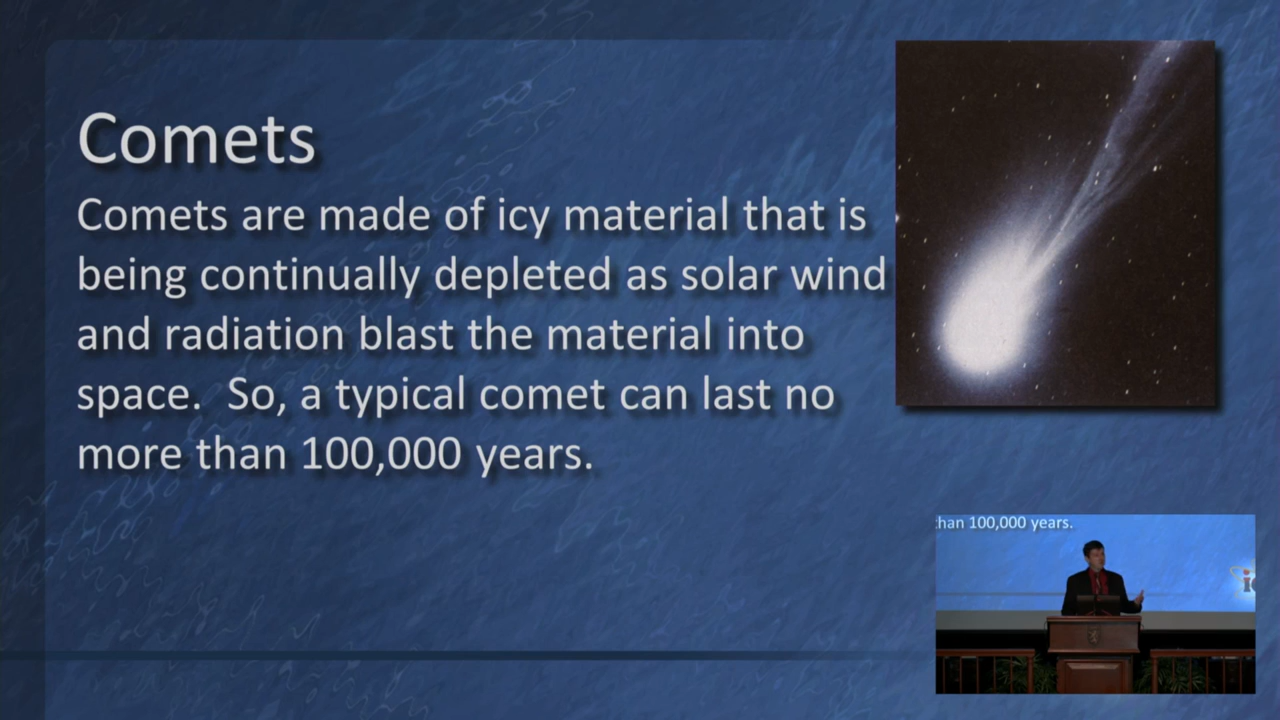 Comets
Comets are made of icy material that is
being continually depleted as solar wind
and radiation blast the material into
space.  So, a typical comet can last no
more than 100,000 years.
han 100,000 years.